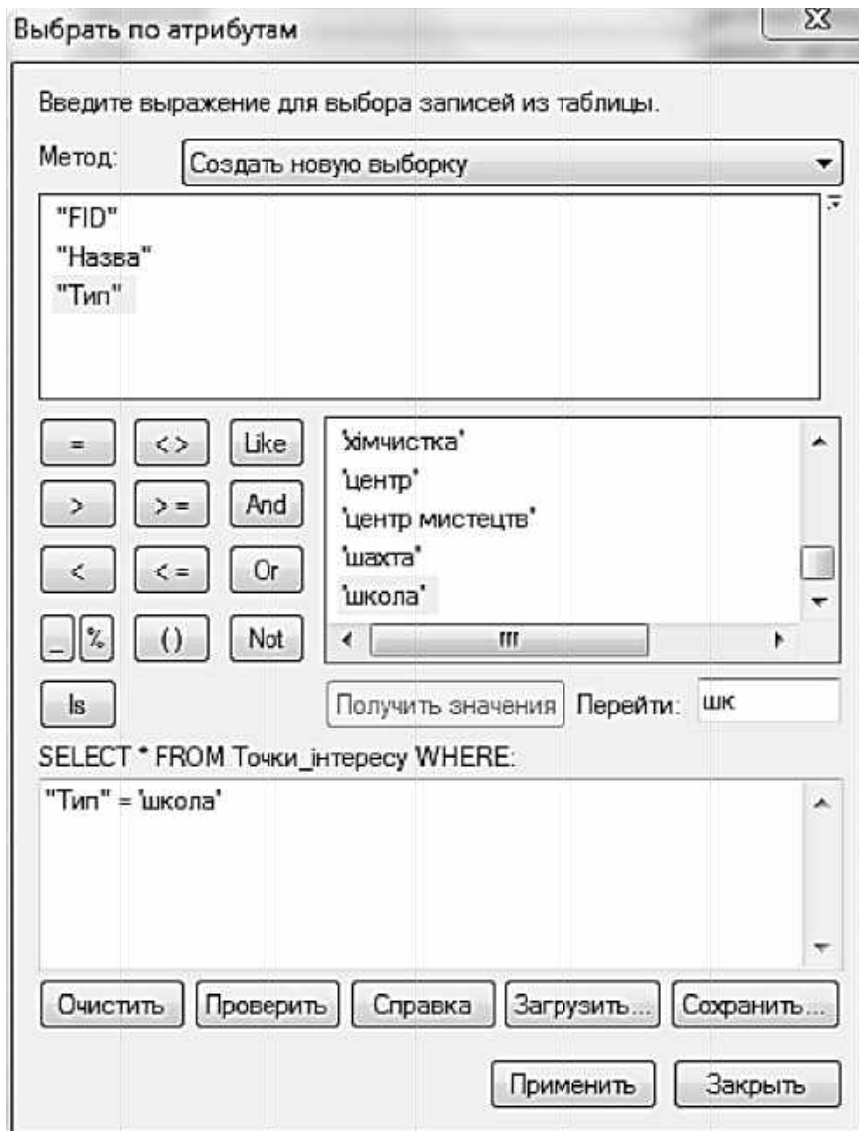 Выбрать по атрибутам
Введите выражение для выбора записей из таблицы.
Метод: Создать новую выборку
"FID"
"Назва"
"Тип"
= <> Like
> >= And
< <= Or
_ % () Not
Is
'хімчистка'
'центр'
'центр мистецтв'
'шахта'
'школа'
Получить значения Перейти: шк
SELECT * FROM Точки_інтересу WHERE:
"Тип" = 'школа'
Очистить Проверить Справка Загрузить... Сохранить...
Применить Закрыть